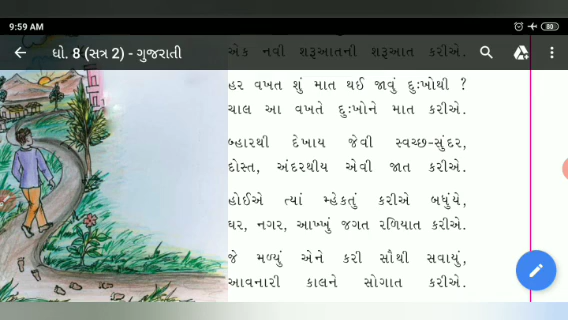 9:59 AM
80
ધો. 8 (સત્ર 2) - ગુજરાતી
એક નવી શરૂઆતની શરૂઆત કરીએ.
હર વખત શું માત થઈ જાવું દુઃખોથી ?
ચાલ આ વખતે દુઃખોને માત કરીએ.
બ્હારથી દેખાય જેવી સ્વચ્છ-સુંદર,
દોસ્ત, અંદરથીય એવી જાત કરીએ.
હોઈએ ત્યાં મ્હેકતું કરીએ બધુંયે,
ઘર, નગર, આખ્ખું જગત રળિયાત કરીએ.
જે મળ્યું એને કરી સૌથી સવાયું,
આવનારી કાલને સોગાત કરીએ.